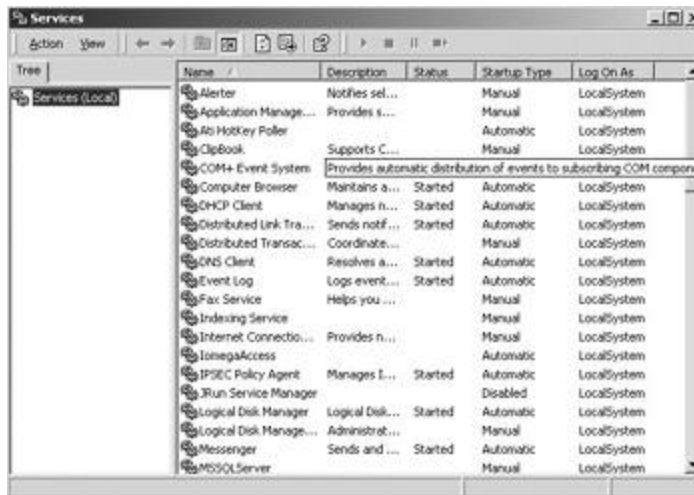 Services
Action View
Tree
Name Description Status Startup Type Log On As
Services (Local)
Alerter Notifies sel... Manual LocalSystem
Application Manage... Provides s... Manual LocalSystem
Ati HotKey Poller Automatic LocalSystem
ClipBook Supports C... Manual LocalSystem
COM+ Event System Provides automatic distribution of events to subscribing COM compon
Computer Browser Maintains a... Started Automatic LocalSystem
DHCP Client Manages n... Started Automatic LocalSystem
Distributed Link Tra... Sends notif... Started Automatic LocalSystem
Distributed Transac... Coordinate... Manual LocalSystem
DNS Client Resolves a... Started Automatic LocalSystem
Event Log Logs event... Started Automatic LocalSystem
Fax Service Helps you ... Manual LocalSystem
Indexing Service Manual LocalSystem
Internet Connectio... Provides n... Manual LocalSystem
IomegaAccess Automatic LocalSystem
IPSEC Policy Agent Manages I... Started Automatic LocalSystem
JRun Service Manager Disabled LocalSystem
Logical Disk Manager Logical Disk... Started Automatic LocalSystem
Logical Disk Manage... Administrat... Manual LocalSystem
Messenger Sends and ... Started Automatic LocalSystem
MSSQLServer Manual LocalSystem